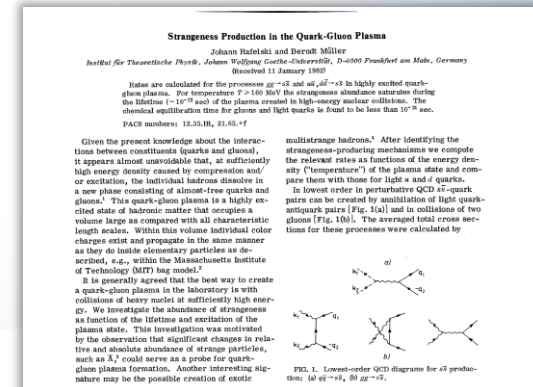 Strangeness Production in the Quark-Gluon Plasma
Johann Rafelski and Berndt Müller
Institut für Theoretische Physik, Johann Wolfgang Goethe-Universität, D-6000 Frankfurt am Main, Germany
(Received 11 January 1982)
Rates are calculated for the processes gg→ss̄ and uū, dd̄→ss̄ in highly excited quark-
gluon plasma. For temperature T ≥ 160 MeV the strangeness abundance saturates during
the lifetime (~10⁻²³ sec) of the plasma created in high-energy nuclear collisions. The
chemical equilibration time for gluons and light quarks is found to be less than 10⁻²⁴ sec.
PACS numbers: 12.35.Ht, 21.65.+f
Given the present knowledge about the interac-
tions between constituents (quarks and gluons),
it appears almost unavoidable that, at sufficiently
high energy density caused by compression and/
or excitation, the individual hadrons dissolve in
a new phase consisting of almost-free quarks and
gluons.¹ This quark-gluon plasma is a highly ex-
cited state of hadronic matter that occupies a
volume large as compared with all characteristic
length scales. Within this volume individual color
charges exist and propagate in the same manner
as they do inside elementary particles as de-
scribed, e.g., within the Massachusetts Institute
of Technology (MIT) bag model.²
It is generally agreed that the best way to create
a quark-gluon plasma in the laboratory is with
collisions of heavy nuclei at sufficiently high ener-
gy. We investigate the abundance of strangeness
as function of the lifetime and excitation of the
plasma state. This investigation was motivated
by the observation that significant changes in rela-
tive and absolute abundance of strange particles,
such as Λ̄,³ could serve as a probe for quark-
gluon plasma formation. Another interesting sig-
nature may be the possible creation of exotic
multistrange hadrons.⁴ After identifying the
strangeness-producing mechanisms we compute
the relevant rates as functions of the energy den-
sity ("temperature") of the plasma state and com-
pare them with those for light u and d quarks.
In lowest order in perturbative QCD ss̄-quark
pairs can be created by annihilation of light quark-
antiquark pairs [Fig. 1(a)] and in collisions of two
gluons [Fig. 1(b)]. The averaged total cross sec-
tions for these processes were calculated by
a)
k₁ q₁
k₂ q₂
k₁ q₁
k₂ q₂
b)
FIG. 1. Lowest-order QCD diagrams for ss̄ produc-
tion: (a) qq̄→ss̄, (b) gg→ss̄.